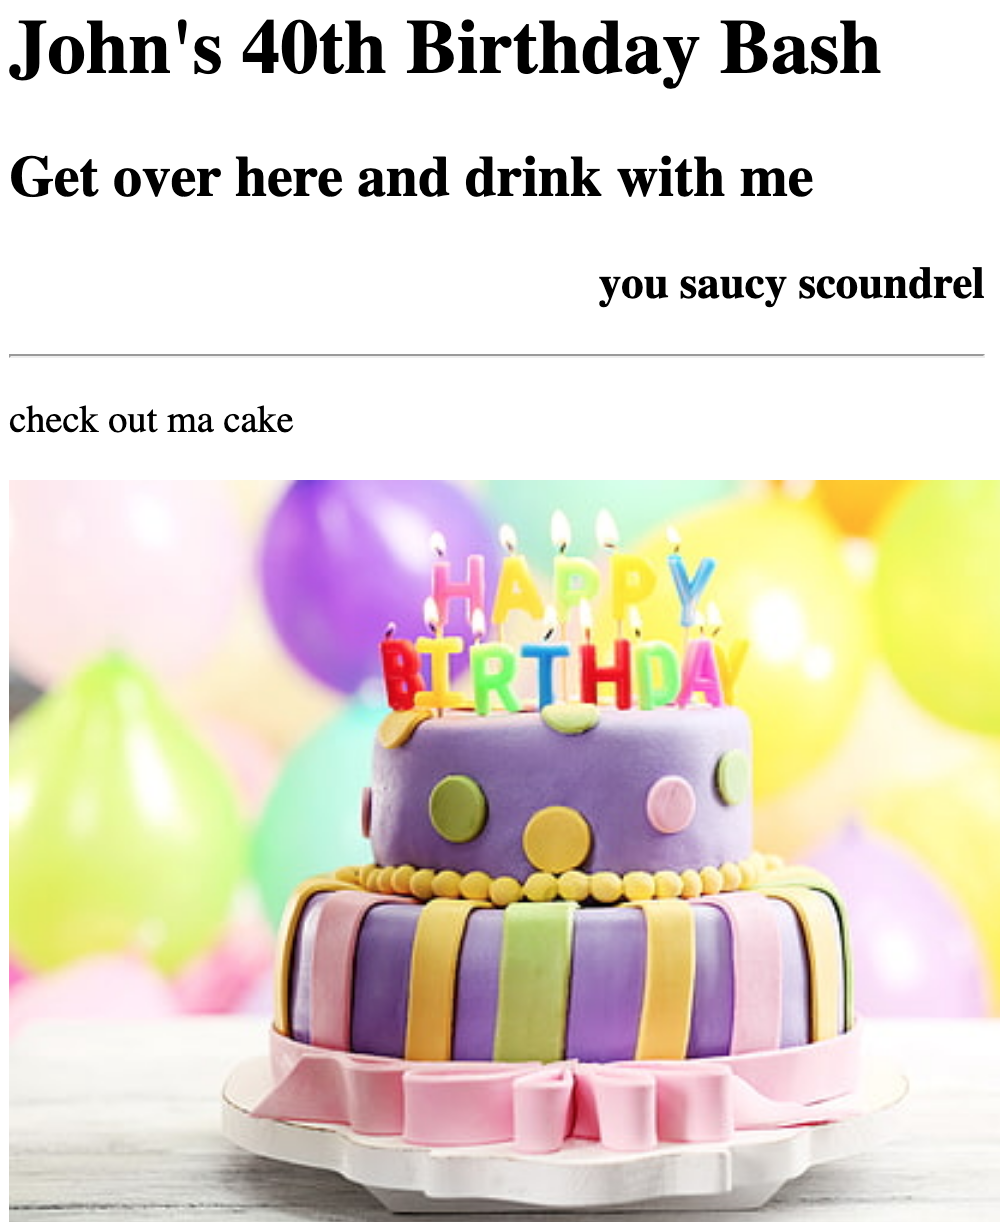 John's 40th Birthday Bash
Get over here and drink with me
you saucy scoundrel
check out ma cake
HAPPY
BIRTHDAY